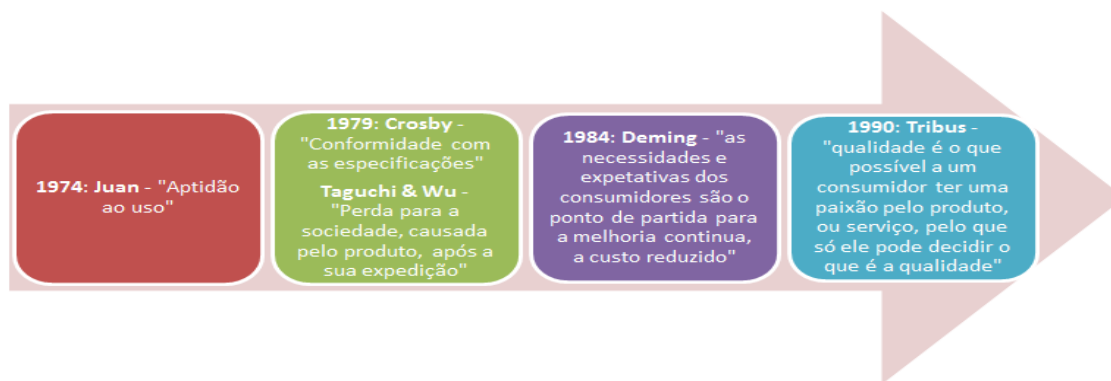 1974: Juan - "Aptidão
ao uso"
1979: Crosby -
"Conformidade com
as especificações"
Taguchi & Wu -
"Perda para a
sociedade, causada
pelo produto, após a
sua expedição"
1984: Deming - "as
necessidades e
expetativas dos
consumidores são o
ponto de partida para
a melhoria continua,
a custo reduzido"
1990: Tribus -
"qualidade é o que
possível a um
consumidor ter uma
paixão pelo produto,
ou serviço, pelo que
só ele pode decidir o
que é a qualidade"